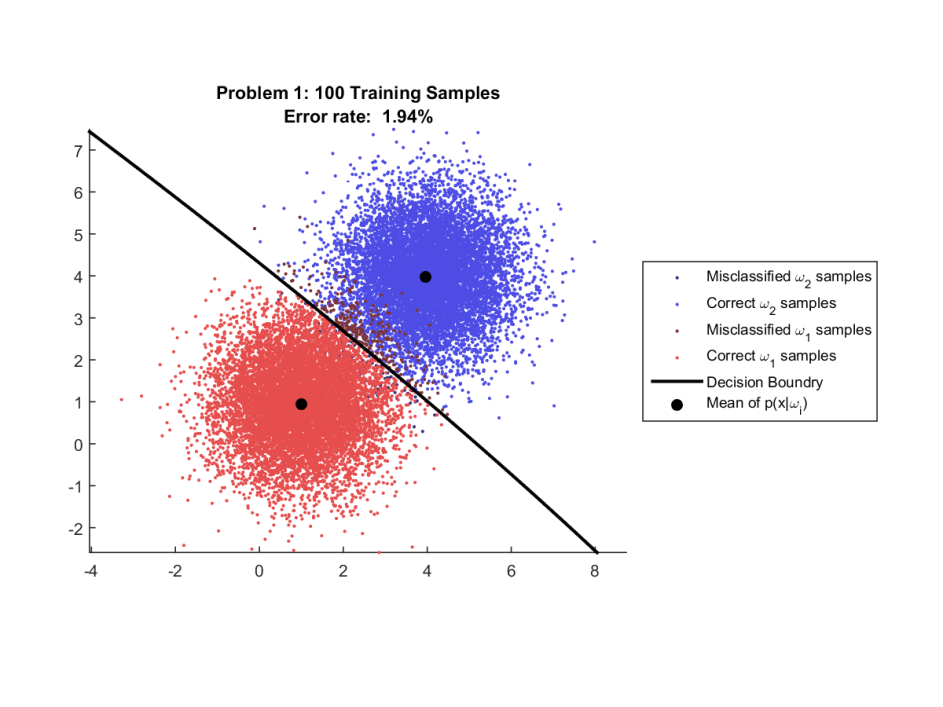 Problem 1: 100 Training Samples
Error rate: 1.94%
7
6
5
4
3
2
1
0
-1
-2
-4 -2 0 2 4 6 8
Misclassified ω2 samples
Correct ω2 samples
Misclassified ω1 samples
Correct ω1 samples
Decision Boundry
Mean of p(x|ωi)